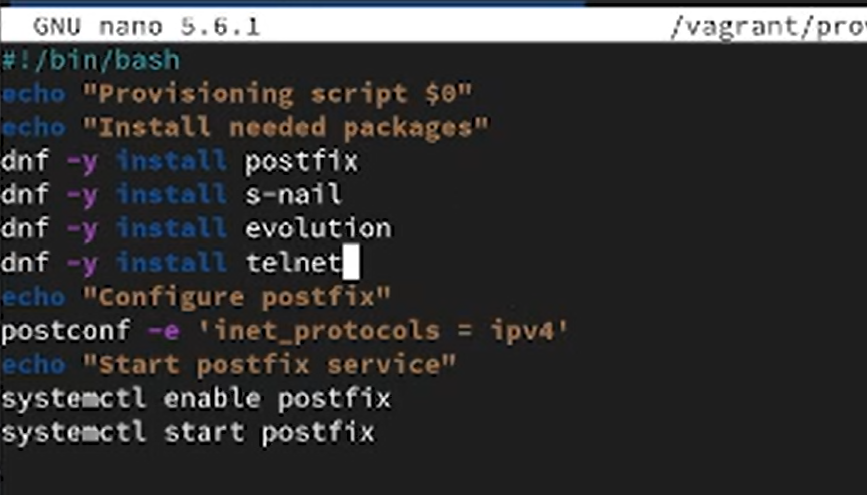 GNU nano 5.6.1 /vagrant/prov
#!/bin/bash
echo "Provisioning script $0"
echo "Install needed packages"
dnf -y install postfix
dnf -y install s-nail
dnf -y install evolution
dnf -y install telnet
echo "Configure postfix"
postconf -e 'inet_protocols = ipv4'
echo "Start postfix service"
systemctl enable postfix
systemctl start postfix